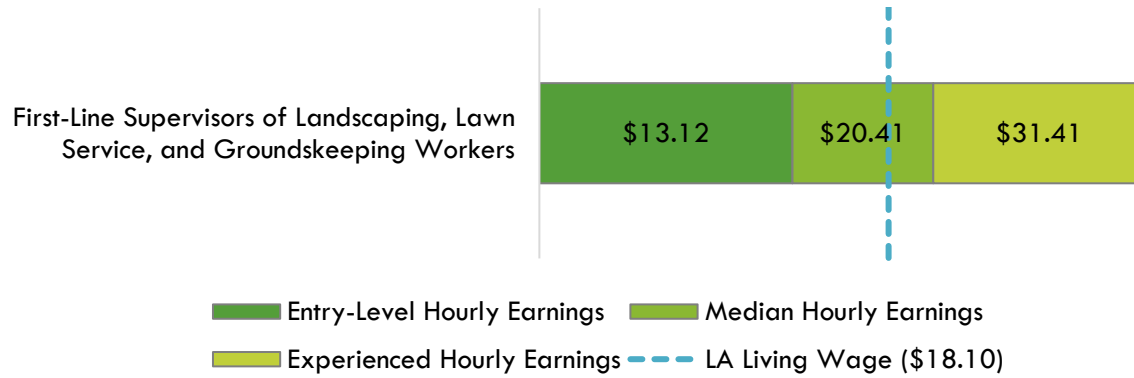 First-Line Supervisors of Landscaping, Lawn
Service, and Groundskeeping Workers
$13.12 $20.41 $31.41
Entry-Level Hourly Earnings Median Hourly Earnings
Experienced Hourly Earnings LA Living Wage ($18.10)